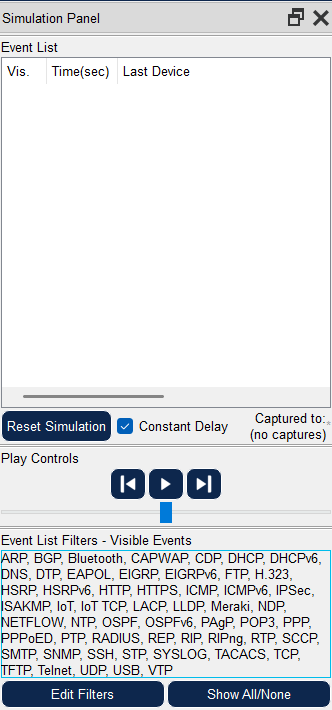 Simulation Panel
Event List
Vis. Time(sec) Last Device
Reset Simulation Constant Delay Captured to:*
(no captures)
Play Controls
Event List Filters - Visible Events
ARP, BGP, Bluetooth, CAPWAP, CDP, DHCP, DHCPv6,
DNS, DTP, EAPOL, EIGRP, EIGRPv6, FTP, H.323,
HSRP, HSRPv6, HTTP, HTTPS, ICMP, ICMPv6, IPSec,
ISAKMP, IoT, IoT TCP, LACP, LLDP, Meraki, NDP,
NETFLOW, NTP, OSPF, OSPFv6, PAgP, POP3, PPP,
PPPoED, PTP, RADIUS, REP, RIP, RIPng, RTP, SCCP,
SMTP, SNMP, SSH, STP, SYSLOG, TACACS, TCP,
TFTP, Telnet, UDP, USB, VTP
Edit Filters Show All/None